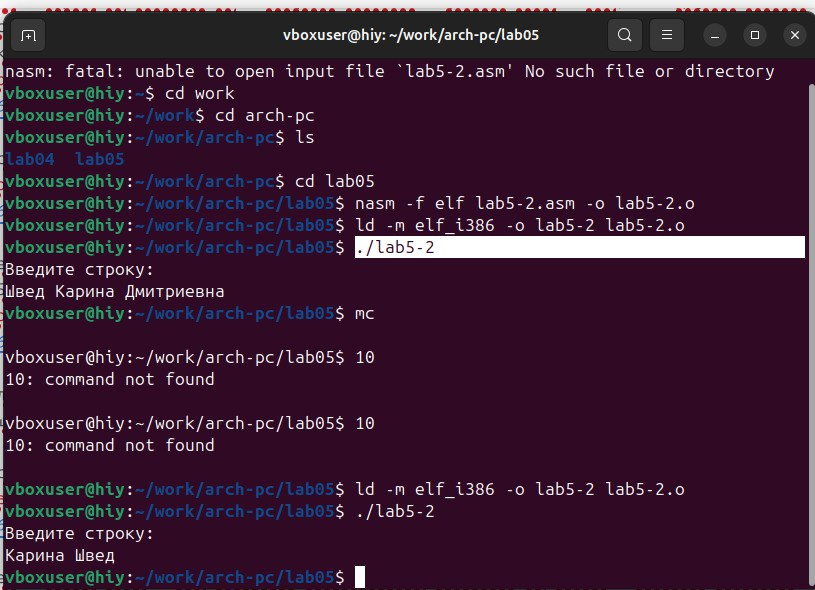 vboxuser@hiy: ~/work/arch-pc/lab05
nasm: fatal: unable to open input file `lab5-2.asm' No such file or directory
vboxuser@hiy:~$ cd work
vboxuser@hiy:~/work$ cd arch-pc
vboxuser@hiy:~/work/arch-pc$ ls
lab04  lab05
vboxuser@hiy:~/work/arch-pc$ cd lab05
vboxuser@hiy:~/work/arch-pc/lab05$ nasm -f elf lab5-2.asm -o lab5-2.o
vboxuser@hiy:~/work/arch-pc/lab05$ ld -m elf_i386 -o lab5-2 lab5-2.o
vboxuser@hiy:~/work/arch-pc/lab05$ ./lab5-2
Введите строку:
Швед Карина Дмитриевна
vboxuser@hiy:~/work/arch-pc/lab05$ mc
vboxuser@hiy:~/work/arch-pc/lab05$ 10
10: command not found
vboxuser@hiy:~/work/arch-pc/lab05$ 10
10: command not found
vboxuser@hiy:~/work/arch-pc/lab05$ ld -m elf_i386 -o lab5-2 lab5-2.o
vboxuser@hiy:~/work/arch-pc/lab05$ ./lab5-2
Введите строку:
Карина Швед
vboxuser@hiy:~/work/arch-pc/lab05$